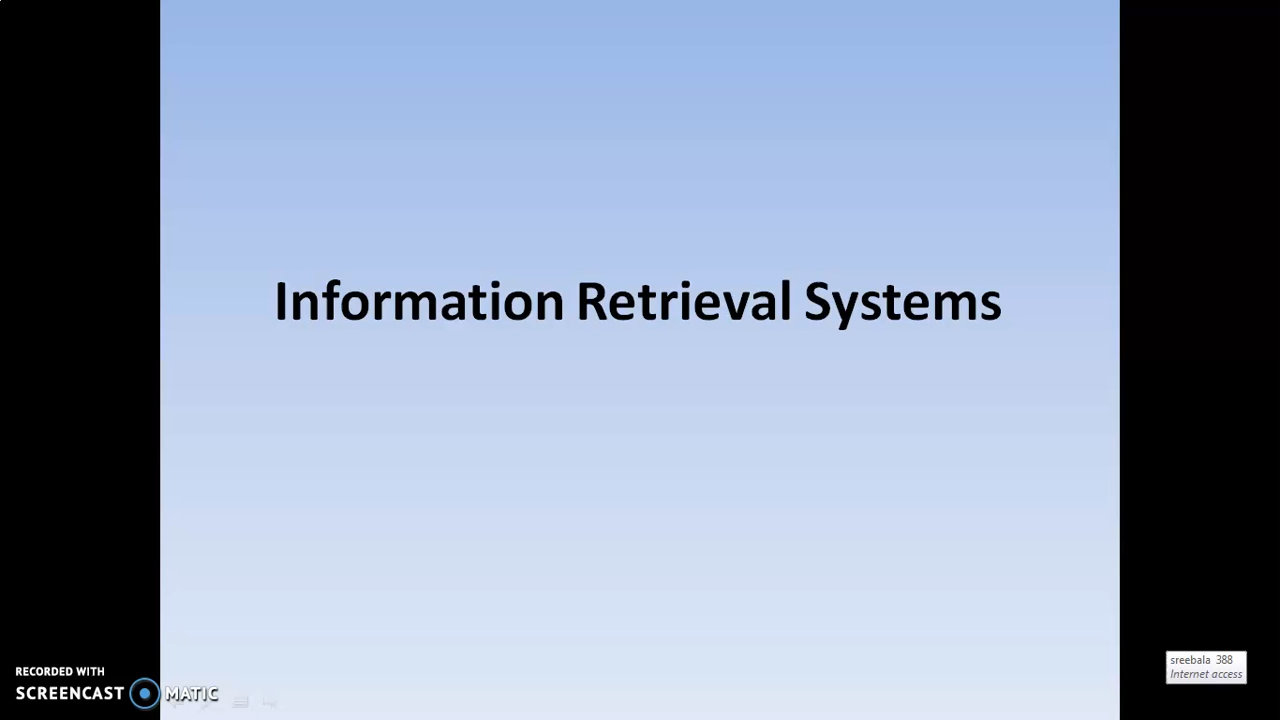 Information Retrieval Systems
RECORDED WITH
SCREENCAST MATIC
sreebala 388
Internet access